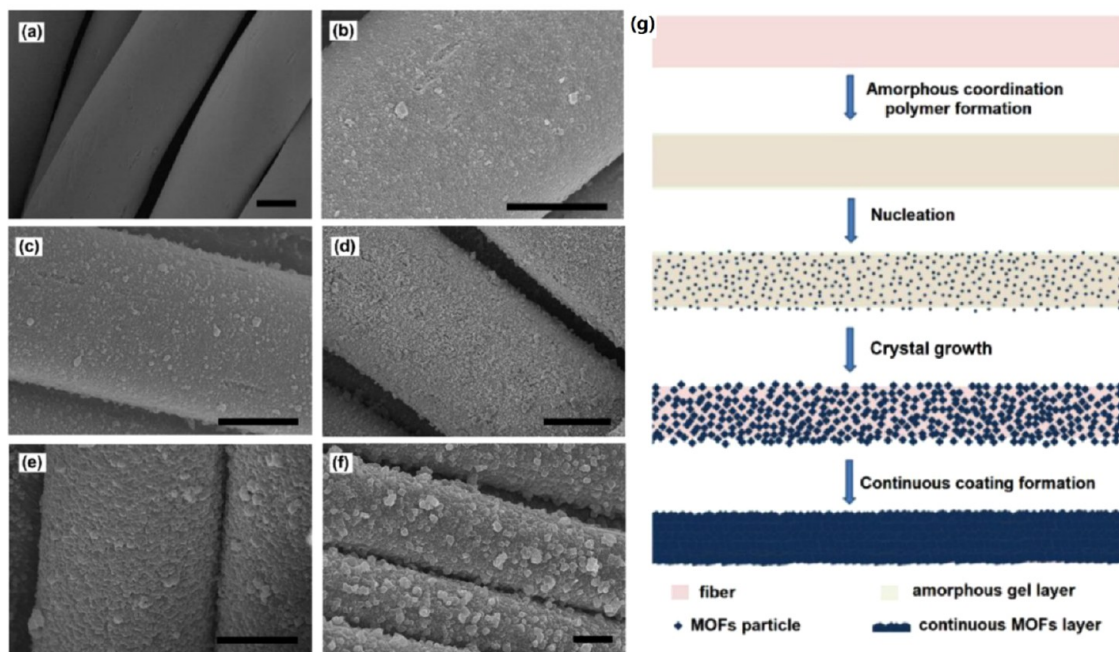 (a)
(b)
(c)
(d)
(e)
(f)
(g)
Amorphous coordination
polymer formation
Nucleation
Crystal growth
Continuous coating formation
fiber
amorphous gel layer
MOFs particle
continuous MOFs layer